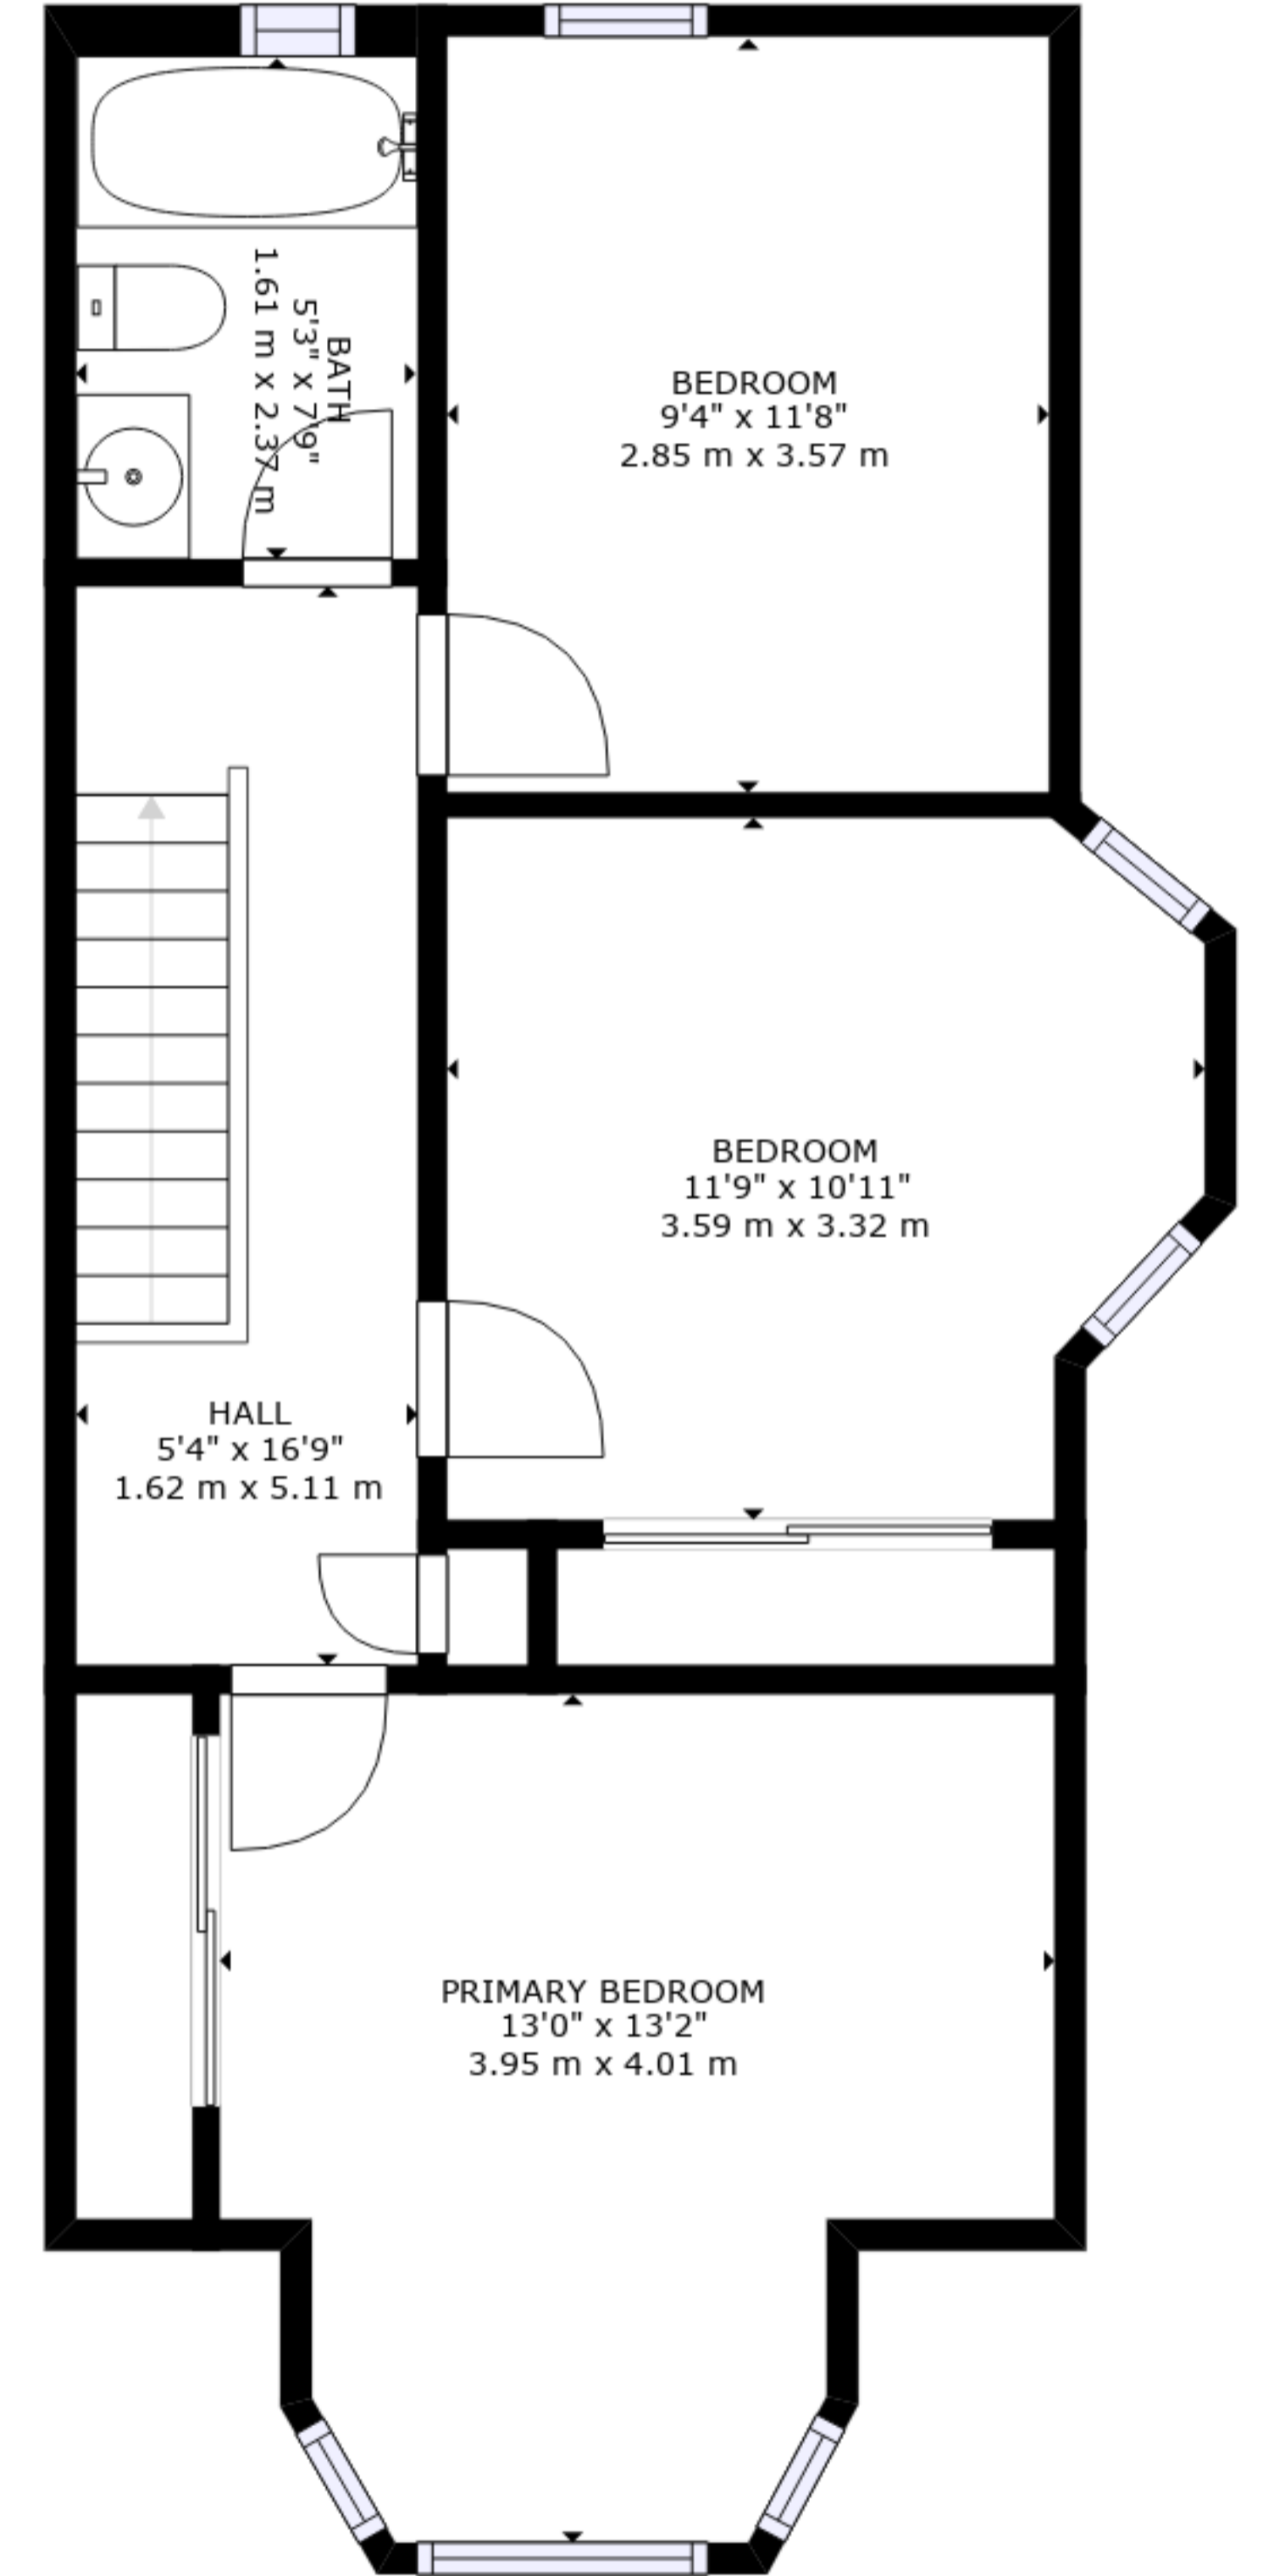 BATH
5'3" x 7'9"
1.61 m x 2.37 m
BEDROOM
9'4" x 11'8"
2.85 m x 3.57 m
BEDROOM
11'9" x 10'11"
3.59 m x 3.32 m
HALL
5'4" x 16'9"
1.62 m x 5.11 m
PRIMARY BEDROOM
13'0" x 13'2"
3.95 m x 4.01 m